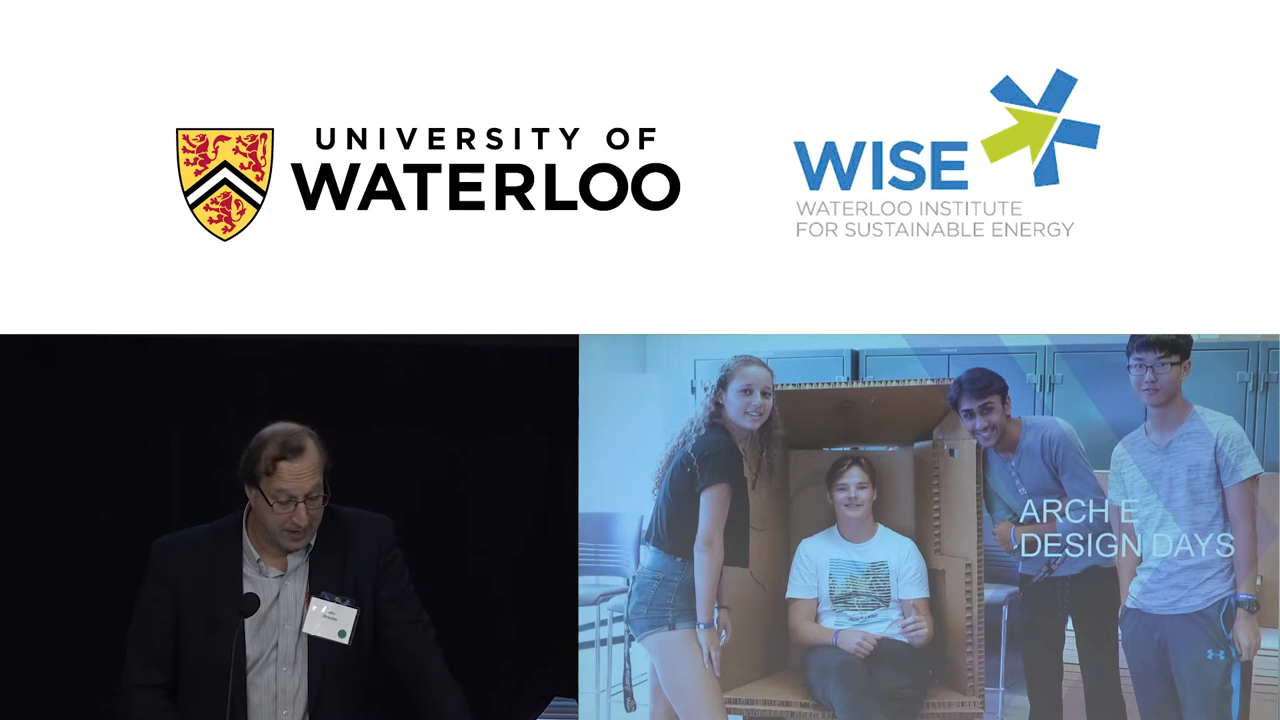 UNIVERSITY OF
WATERLOO
WISE
WATERLOO INSTITUTE
FOR SUSTAINABLE ENERGY
ARCH E
DESIGN DAYS